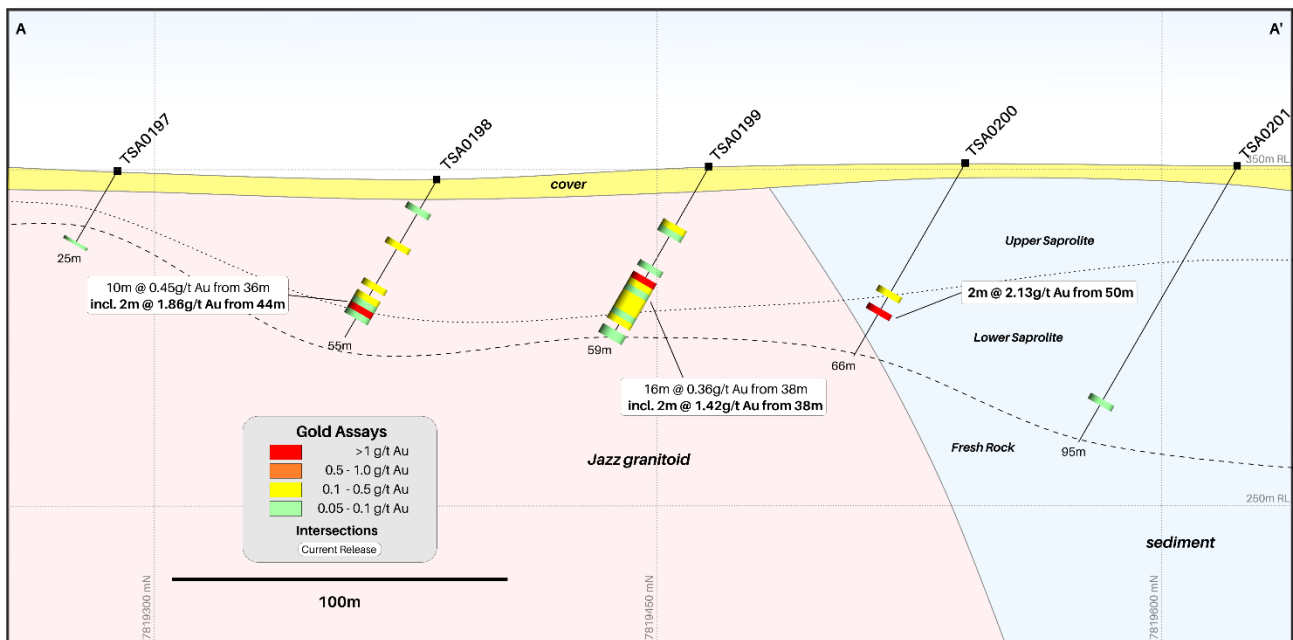 A
A'
TSA0197
TSA0198
TSA0199
TSA0200
TSA0201
350m RL
cover
Upper Saprolite
25m
10m @ 0.45g/t Au from 36m
incl. 2m @ 1.86g/t Au from 44m
2m @ 2.13g/t Au from 50m
Lower Saprolite
55m
59m
66m
16m @ 0.36g/t Au from 38m
incl. 2m @ 1.42g/t Au from 38m
Fresh Rock
95m
Jazz granitoid
Gold Assays
>1 g/t Au
0.5 - 1.0 g/t Au
0.1 - 0.5 g/t Au
0.05 - 0.1 g/t Au
Intersections
Current Release
250m RL
sediment
100m
7819300 mN
7819450 mN
7819600 mN